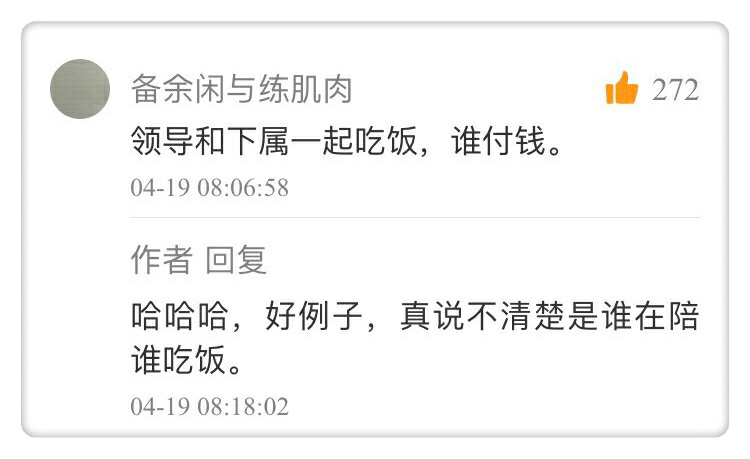 备余闲与练肌肉
272
领导和下属一起吃饭，谁付钱。
04-19 08:06:58
作者 回复
哈哈哈，好例子，真说不清楚是谁在陪
谁吃饭。
04-19 08:18:02